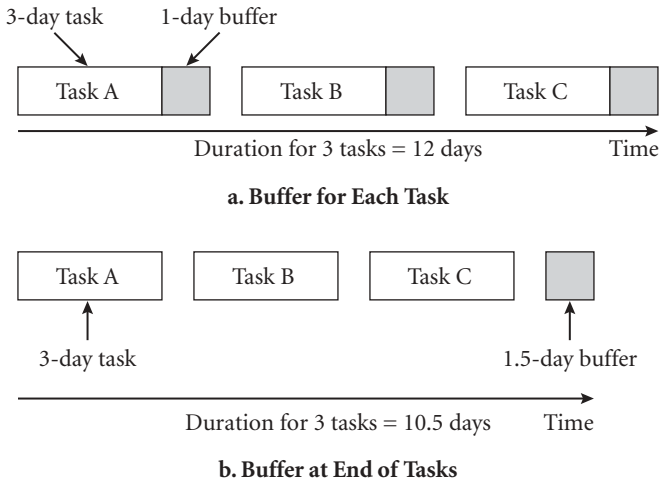 3-day task 1-day buffer
Task A Task B Task C
Duration for 3 tasks = 12 days Time
a. Buffer for Each Task
Task A Task B Task C
3-day task 1.5-day buffer
Duration for 3 tasks = 10.5 days Time
b. Buffer at End of Tasks